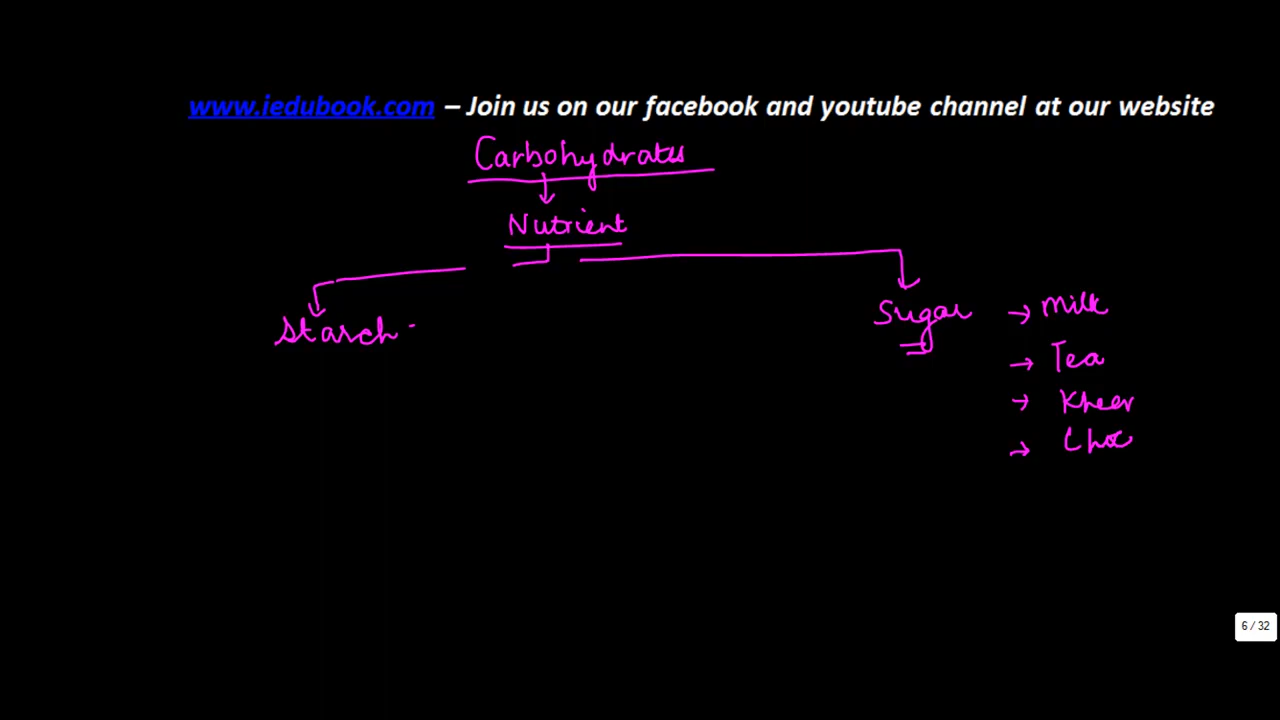 www.iedubook.com – Join us on our facebook and youtube channel at our website
Carbohydrates
Nutrient
Starch
Sugar → Milk
→ Tea
→ Kheer
→ Choc
6 / 32